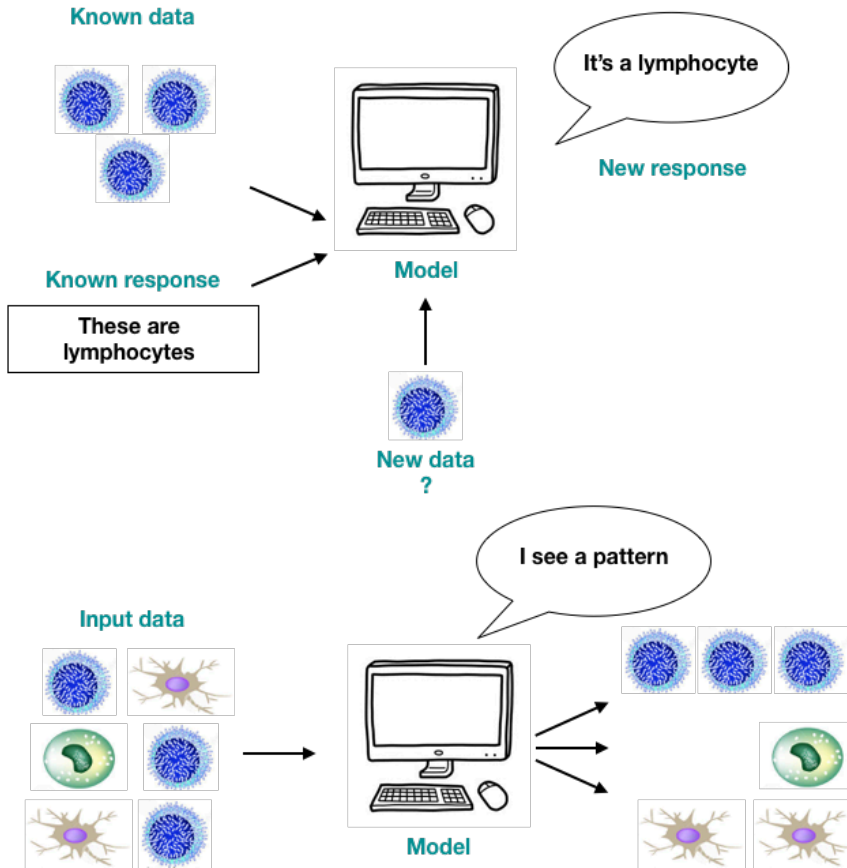 Known data
It's a lymphocyte
New response
Known response
Model
These are
lymphocytes
New data
?
I see a pattern
Input data
Model